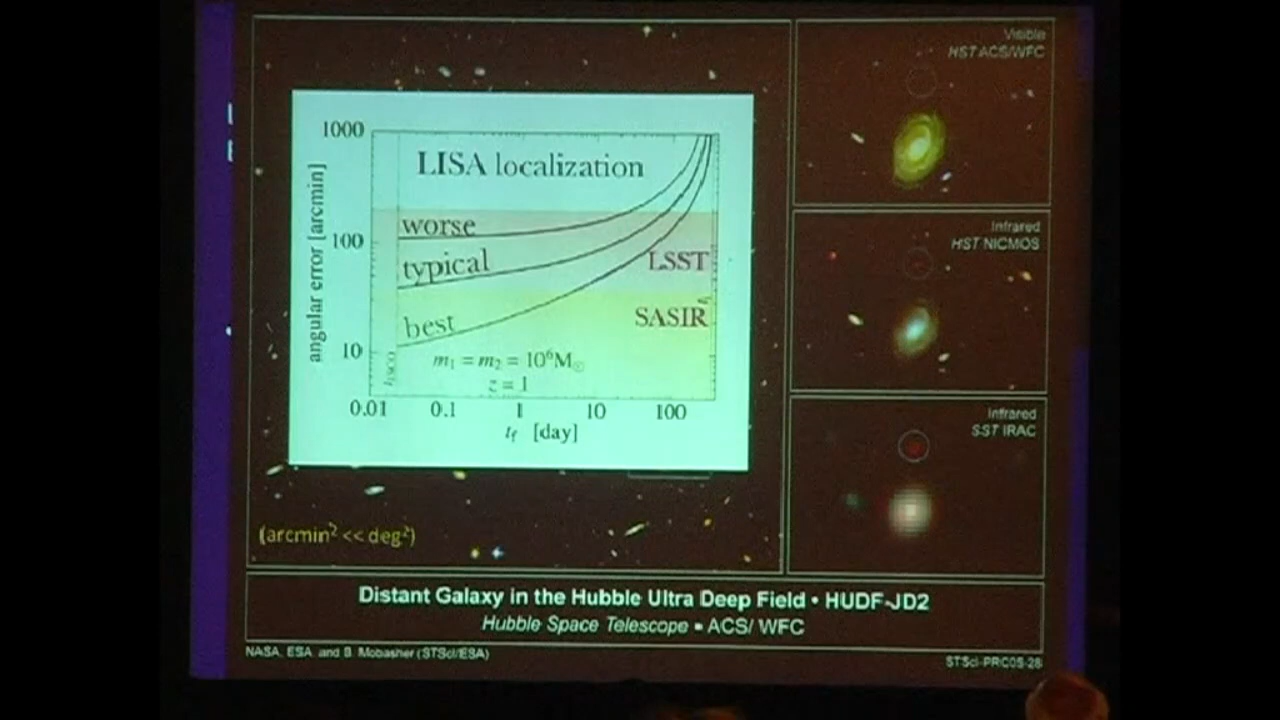 Visible
HST ACS/WFC
1000
LISA localization
angular error [arcmin]
worse
100
typical
LSST
SASIR
best
10
m₁ = m₂ = 10⁶M☉
z = 1
0.01 0.1 1 10 100
t_f [day]
Infrared
HST NICMOS
Infrared
SST IRAC
(arcmin² << deg²)
Distant Galaxy in the Hubble Ultra Deep Field • HUDF-JD2
Hubble Space Telescope • ACS/ WFC
NASA, ESA, and B. Mobasher (STScI/ESA)
STScI-PRC05-28